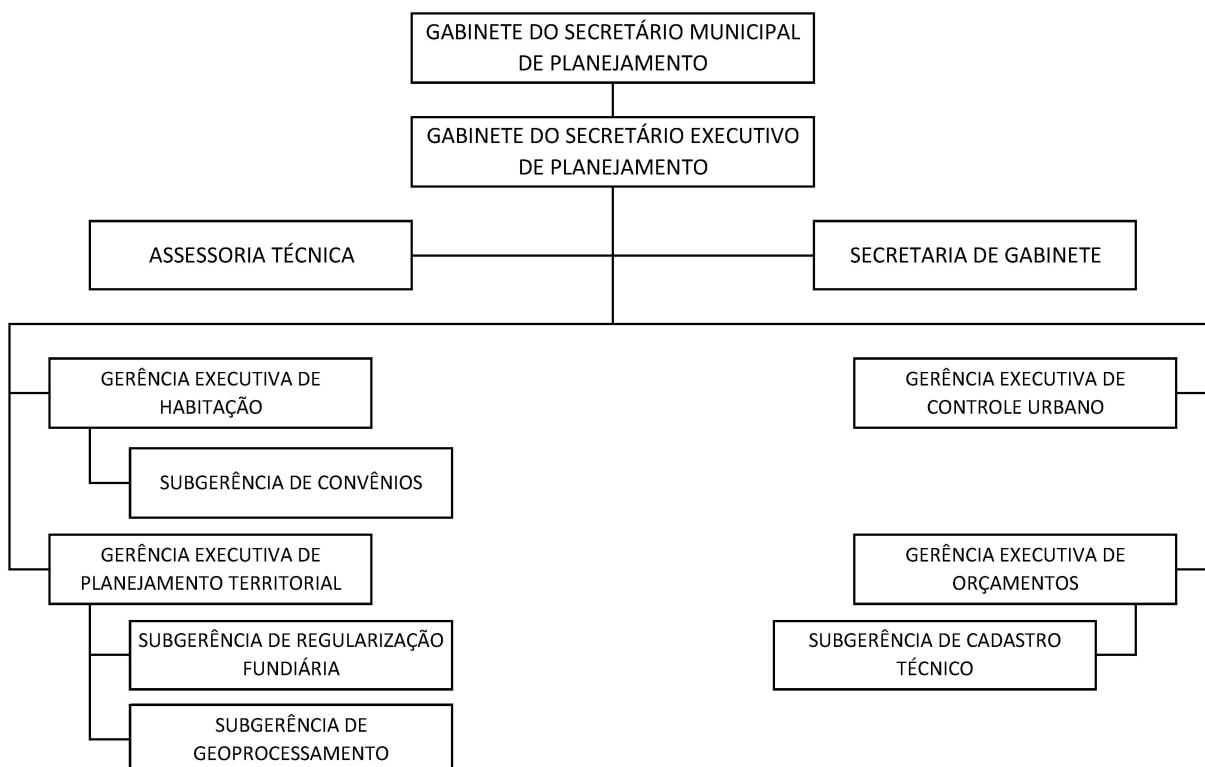 GABINETE DO SECRETÁRIO MUNICIPAL
DE PLANEJAMENTO
GABINETE DO SECRETÁRIO EXECUTIVO
DE PLANEJAMENTO
ASSESSORIA TÉCNICA
SECRETARIA DE GABINETE
GERÊNCIA EXECUTIVA DE
HABITAÇÃO
SUBGERÊNCIA DE CONVÊNIOS
GERÊNCIA EXECUTIVA DE
PLANEJAMENTO TERRITORIAL
SUBGERÊNCIA DE REGULARIZAÇÃO
FUNDIÁRIA
SUBGERÊNCIA DE
GEOPROCESSAMENTO
GERÊNCIA EXECUTIVA DE
CONTROLE URBANO
GERÊNCIA EXECUTIVA DE
ORÇAMENTOS
SUBGERÊNCIA DE CADASTRO
TÉCNICO